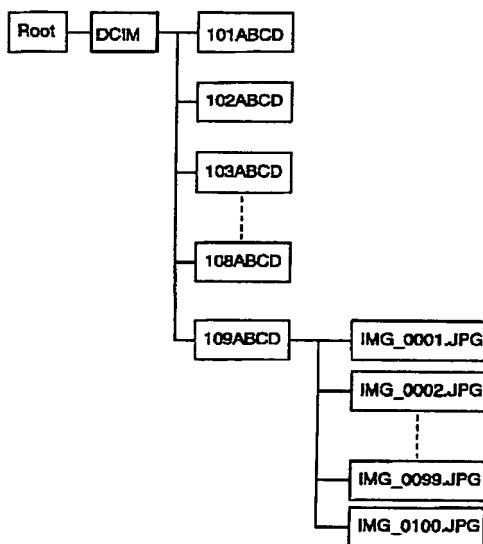 Root
DCIM
101ABCD
102ABCD
103ABCD
108ABCD
109ABCD
IMG_0001.JPG
IMG_0002.JPG
IMG_0099.JPG
IMG_0100.JPG